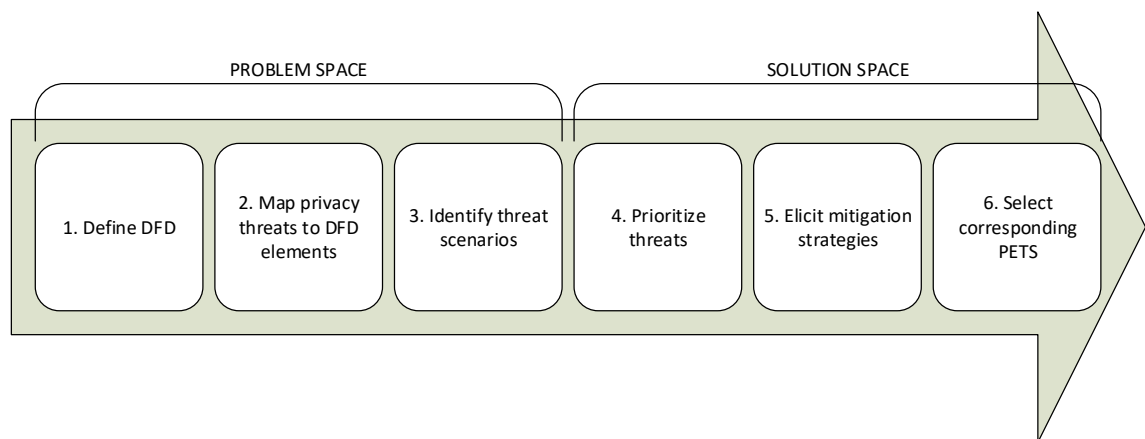 PROBLEM SPACE
SOLUTION SPACE
1. Define DFD
2. Map privacy
threats to DFD
elements
3. Identify threat
scenarios
4. Prioritize
threats
5. Elicit mitigation
strategies
6. Select
corresponding
PETS